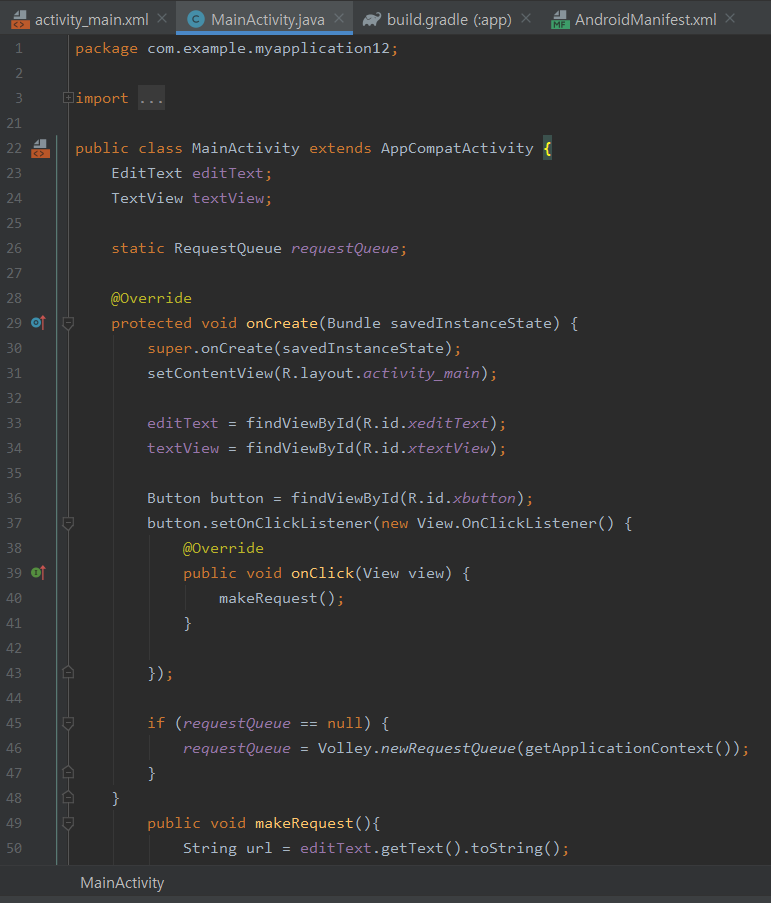 activity_main.xml MainActivity.java build.gradle (:app) AndroidManifest.xml
1 package com.example.myapplication12;
2
3 import ...
21
22 public class MainActivity extends AppCompatActivity {
23 EditText editText;
24 TextView textView;
25
26 static RequestQueue requestQueue;
27
28 @Override
29 protected void onCreate(Bundle savedInstanceState) {
30 super.onCreate(savedInstanceState);
31 setContentView(R.layout.activity_main);
32
33 editText = findViewById(R.id.xeditText);
34 textView = findViewById(R.id.xtextView);
35
36 Button button = findViewById(R.id.xbutton);
37 button.setOnClickListener(new View.OnClickListener() {
38 @Override
39 public void onClick(View view) {
40 makeRequest();
41 }
42
43 });
44
45 if (requestQueue == null) {
46 requestQueue = Volley.newRequestQueue(getApplicationContext());
47 }
48 }
49 public void makeRequest(){
50 String url = editText.getText().toString();
MainActivity